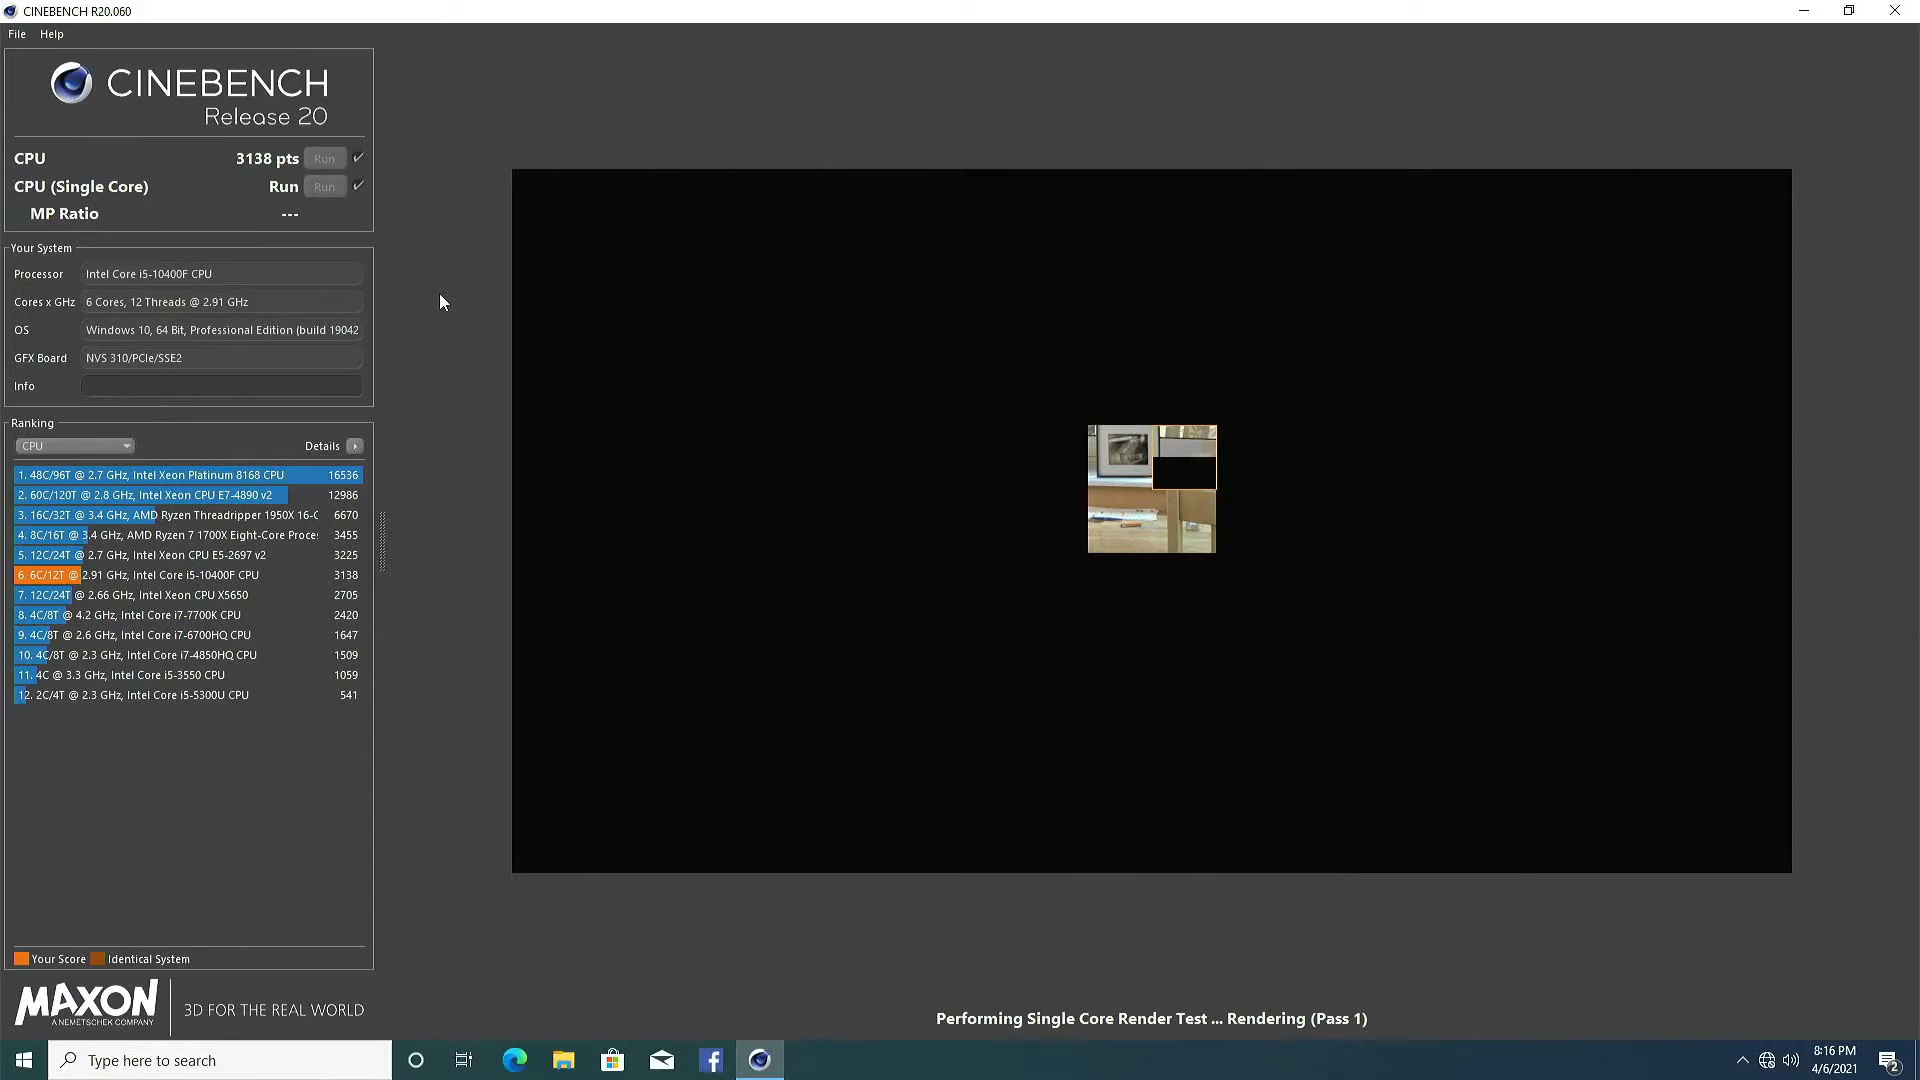 CINEBENCH R20.060
File Help
CINEBENCH
Release 20
CPU 3138 pts Run
CPU (Single Core) Run Run
MP Ratio ---
Your System
Processor Intel Core i5-10400F CPU
Cores x GHz 6 Cores, 12 Threads @ 2.91 GHz
OS Windows 10, 64 Bit, Professional Edition (build 19042
GFX Board NVS 310/PCIe/SSE2
Info
Ranking
CPU Details
1. 48C/96T @ 2.7 GHz, Intel Xeon Platinum 8168 CPU 16536
2. 60C/120T @ 2.8 GHz, Intel Xeon CPU E7-4890 v2 12986
3. 16C/32T @ 3.4 GHz, AMD Ryzen Threadripper 1950X 16-C 6670
4. 8C/16T @ 3.4 GHz, AMD Ryzen 7 1700X Eight-Core Proce: 3455
5. 12C/24T @ 2.7 GHz, Intel Xeon CPU E5-2697 v2 3225
6. 6C/12T @ 2.91 GHz, Intel Core i5-10400F CPU 3138
7. 12C/24T @ 2.66 GHz, Intel Xeon CPU X5650 2705
8. 4C/8T @ 4.2 GHz, Intel Core i7-7700K CPU 2420
9. 4C/8T @ 2.6 GHz, Intel Core i7-6700HQ CPU 1647
10. 4C/8T @ 2.3 GHz, Intel Core i7-4850HQ CPU 1509
11. 4C @ 3.3 GHz, Intel Core i5-3550 CPU 1059
12. 2C/4T @ 2.3 GHz, Intel Core i5-5300U CPU 541
Your Score Identical System
MAXON
A NEMETSCHEK COMPANY
3D FOR THE REAL WORLD
Performing Single Core Render Test ... Rendering (Pass 1)
Type here to search
8:16 PM
4/6/2021
2